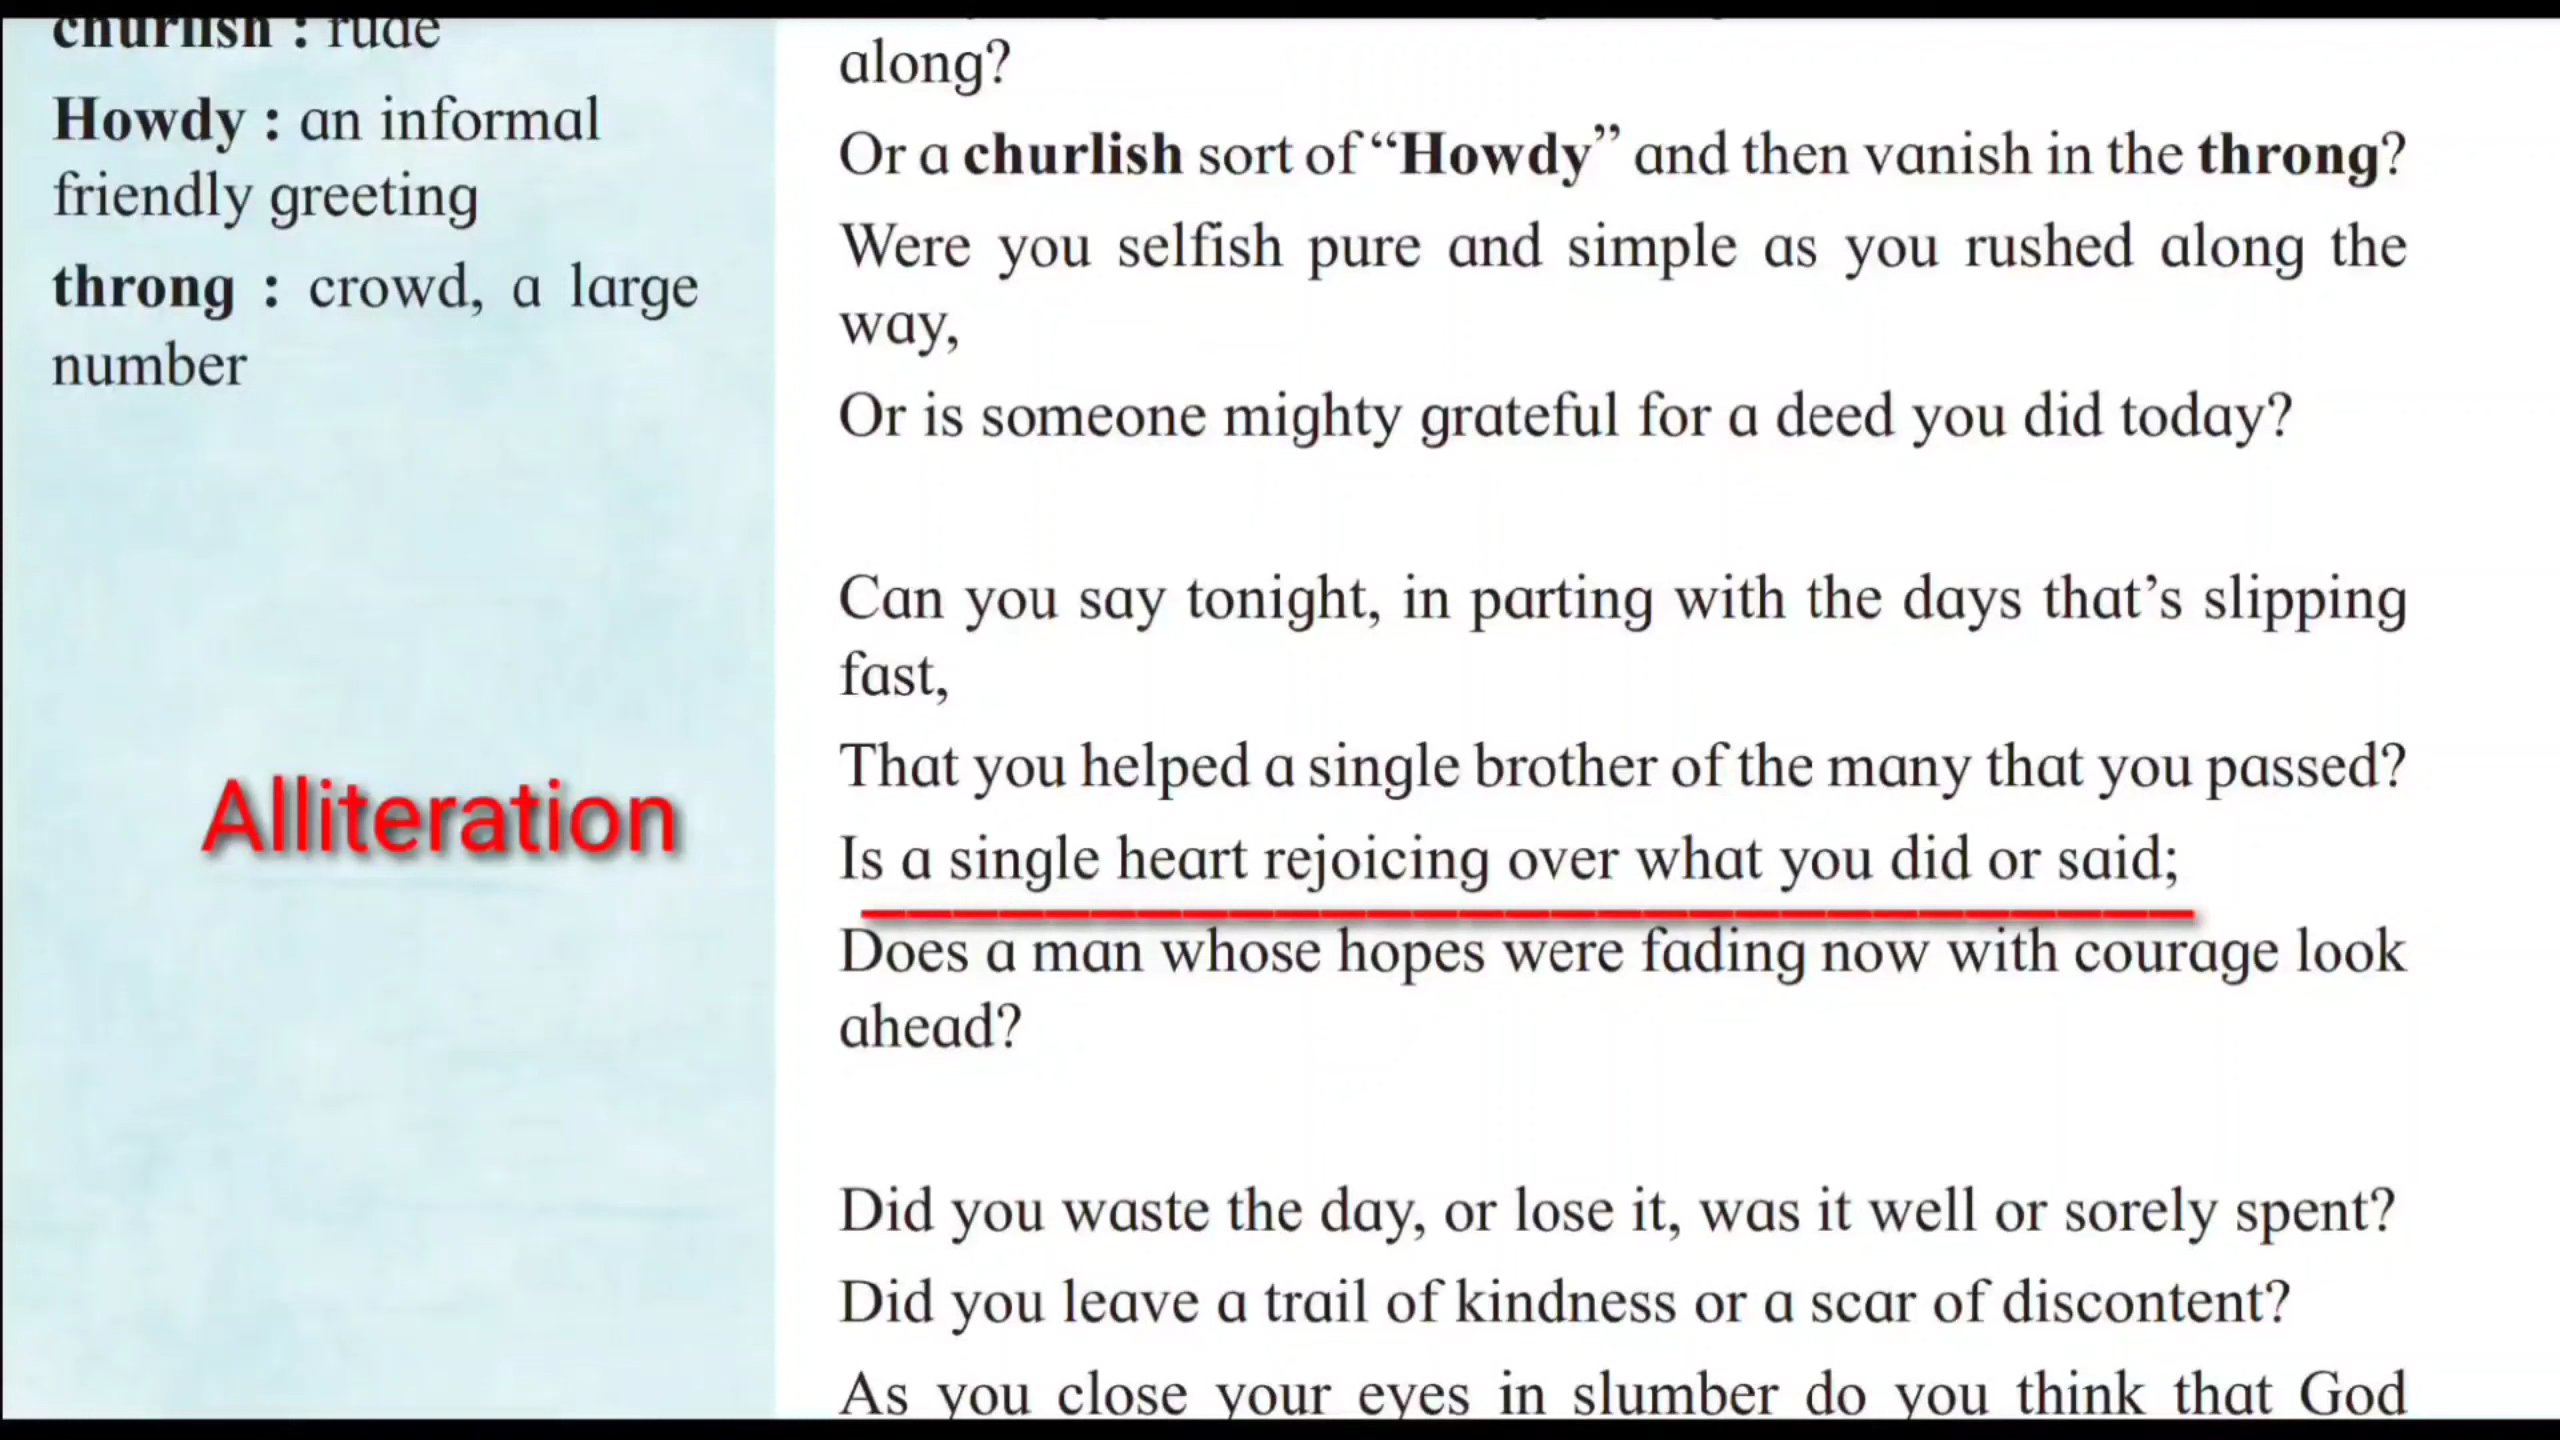 churlish : rude
Howdy : an informal
friendly greeting
throng : crowd, a large
number
Alliteration
along?
Or a churlish sort of “Howdy” and then vanish in the throng?
Were you selfish pure and simple as you rushed along the
way,
Or is someone mighty grateful for a deed you did today?
Can you say tonight, in parting with the days that’s slipping
fast,
That you helped a single brother of the many that you passed?
Is a single heart rejoicing over what you did or said;
Does a man whose hopes were fading now with courage look
ahead?
Did you waste the day, or lose it, was it well or sorely spent?
Did you leave a trail of kindness or a scar of discontent?
As you close your eyes in slumber do you think that God